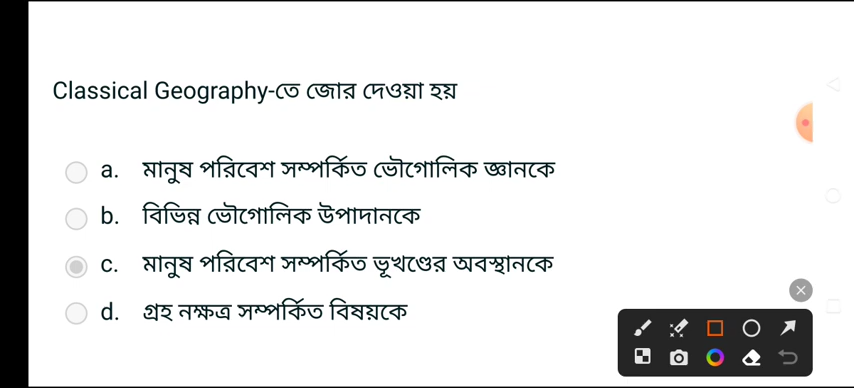 Classical Geography-তে জোর দেওয়া হয়
a. মানুষ পরিবেশ সম্পর্কিত ভৌগোলিক জ্ঞানকে
b. বিভিন্ন ভৌগোলিক উপাদানকে
c. মানুষ পরিবেশ সম্পর্কিত ভূখণ্ডের অবস্থানকে
d. গ্রহ নক্ষত্র সম্পর্কিত বিষয়কে